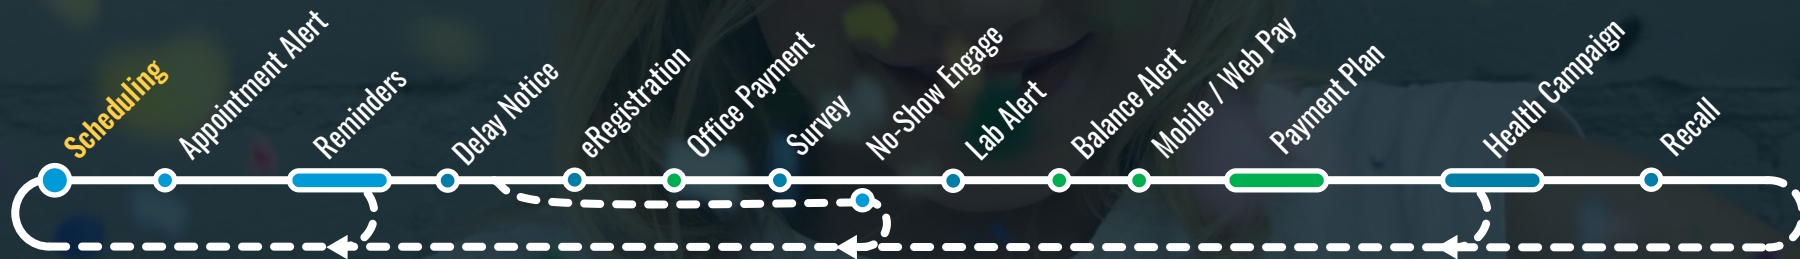 Scheduling
Appointment Alert
Reminders
Delay Notice
eRegistration
Office Payment
Survey
No-Show Engage
Lab Alert
Balance Alert
Mobile / Web Pay
Payment Plan
Health Campaign
Recall